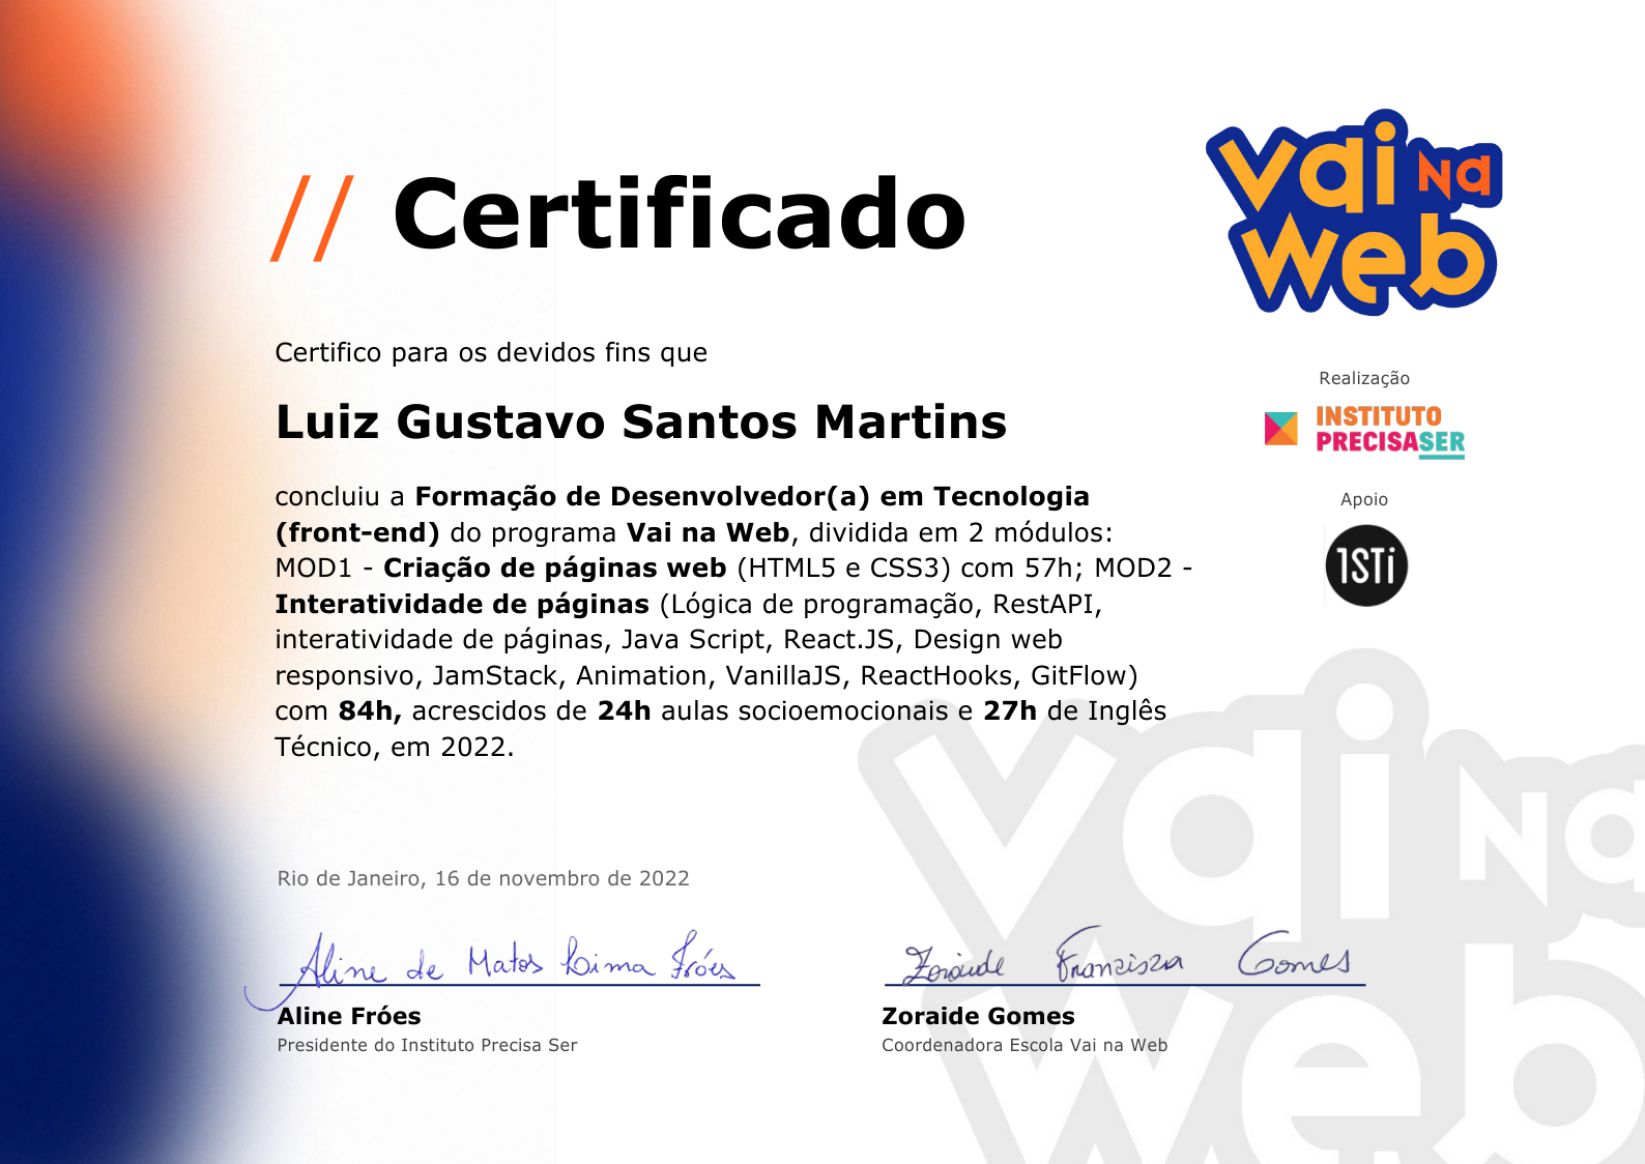 // Certificado
vai na
web
Certifico para os devidos fins que
Realização
Luiz Gustavo Santos Martins
INSTITUTO
PRECISASER
concluiu a Formação de Desenvolvedor(a) em Tecnologia
(front-end) do programa Vai na Web, dividida em 2 módulos:
MOD1 - Criação de páginas web (HTML5 e CSS3) com 57h; MOD2 -
Interatividade de páginas (Lógica de programação, RestAPI,
interatividade de páginas, Java Script, React.JS, Design web
responsivo, JamStack, Animation, VanillaJS, ReactHooks, GitFlow)
com 84h, acrescidos de 24h aulas socioemocionais e 27h de Inglês
Técnico, em 2022.
Apoio
1STi
Rio de Janeiro, 16 de novembro de 2022
Aline de Matos Lima Fróes
Zoraide Francisca Gomes
Aline Fróes
Presidente do Instituto Precisa Ser
Zoraide Gomes
Coordenadora Escola Vai na Web
vai na
web